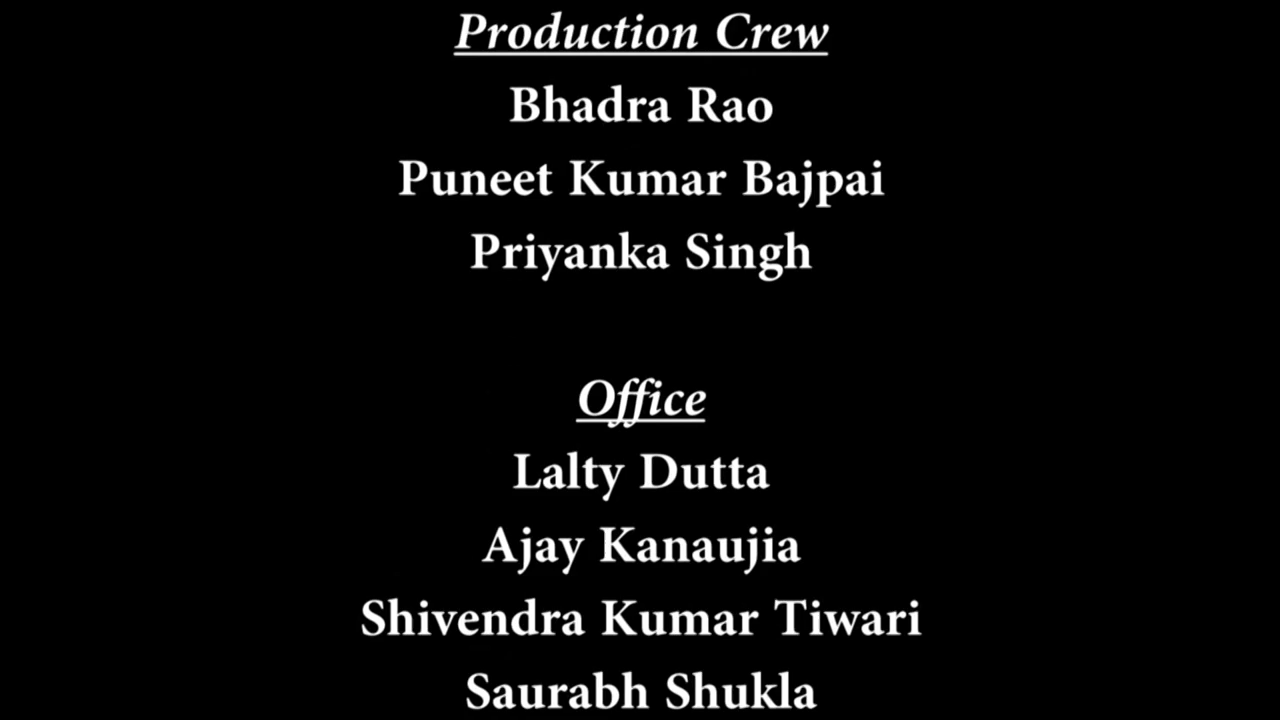 Production Crew
Bhadra Rao
Puneet Kumar Bajpai
Priyanka Singh
Office
Lalty Dutta
Ajay Kanaujia
Shivendra Kumar Tiwari
Saurabh Shukla